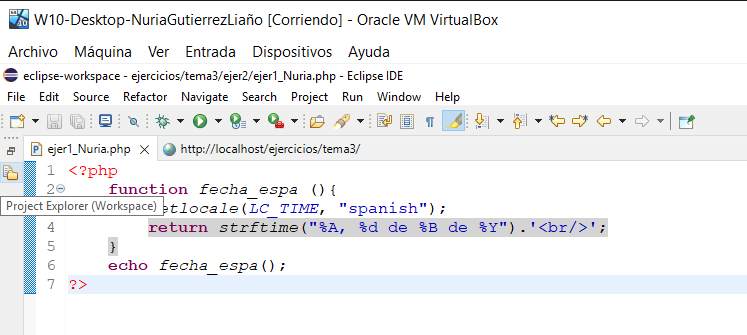 W10-Desktop-NuriaGutierrezLiaño [Corriendo] - Oracle VM VirtualBox
Archivo Máquina Ver Entrada Dispositivos Ayuda
eclipse-workspace - ejercicios/tema3/ejer2/ejer1_Nuria.php - Eclipse IDE
File Edit Source Refactor Navigate Search Project Run Window Help
ejer1_Nuria.php http://localhost/ejercicios/tema3/
1 <?php
2 function fecha_espa (){
Project Explorer (Workspace) etlocale(LC_TIME, "spanish");
4 return strftime("%A, %d de %B de %Y").'<br/>';
5 }
6 echo fecha_espa();
7 ?>